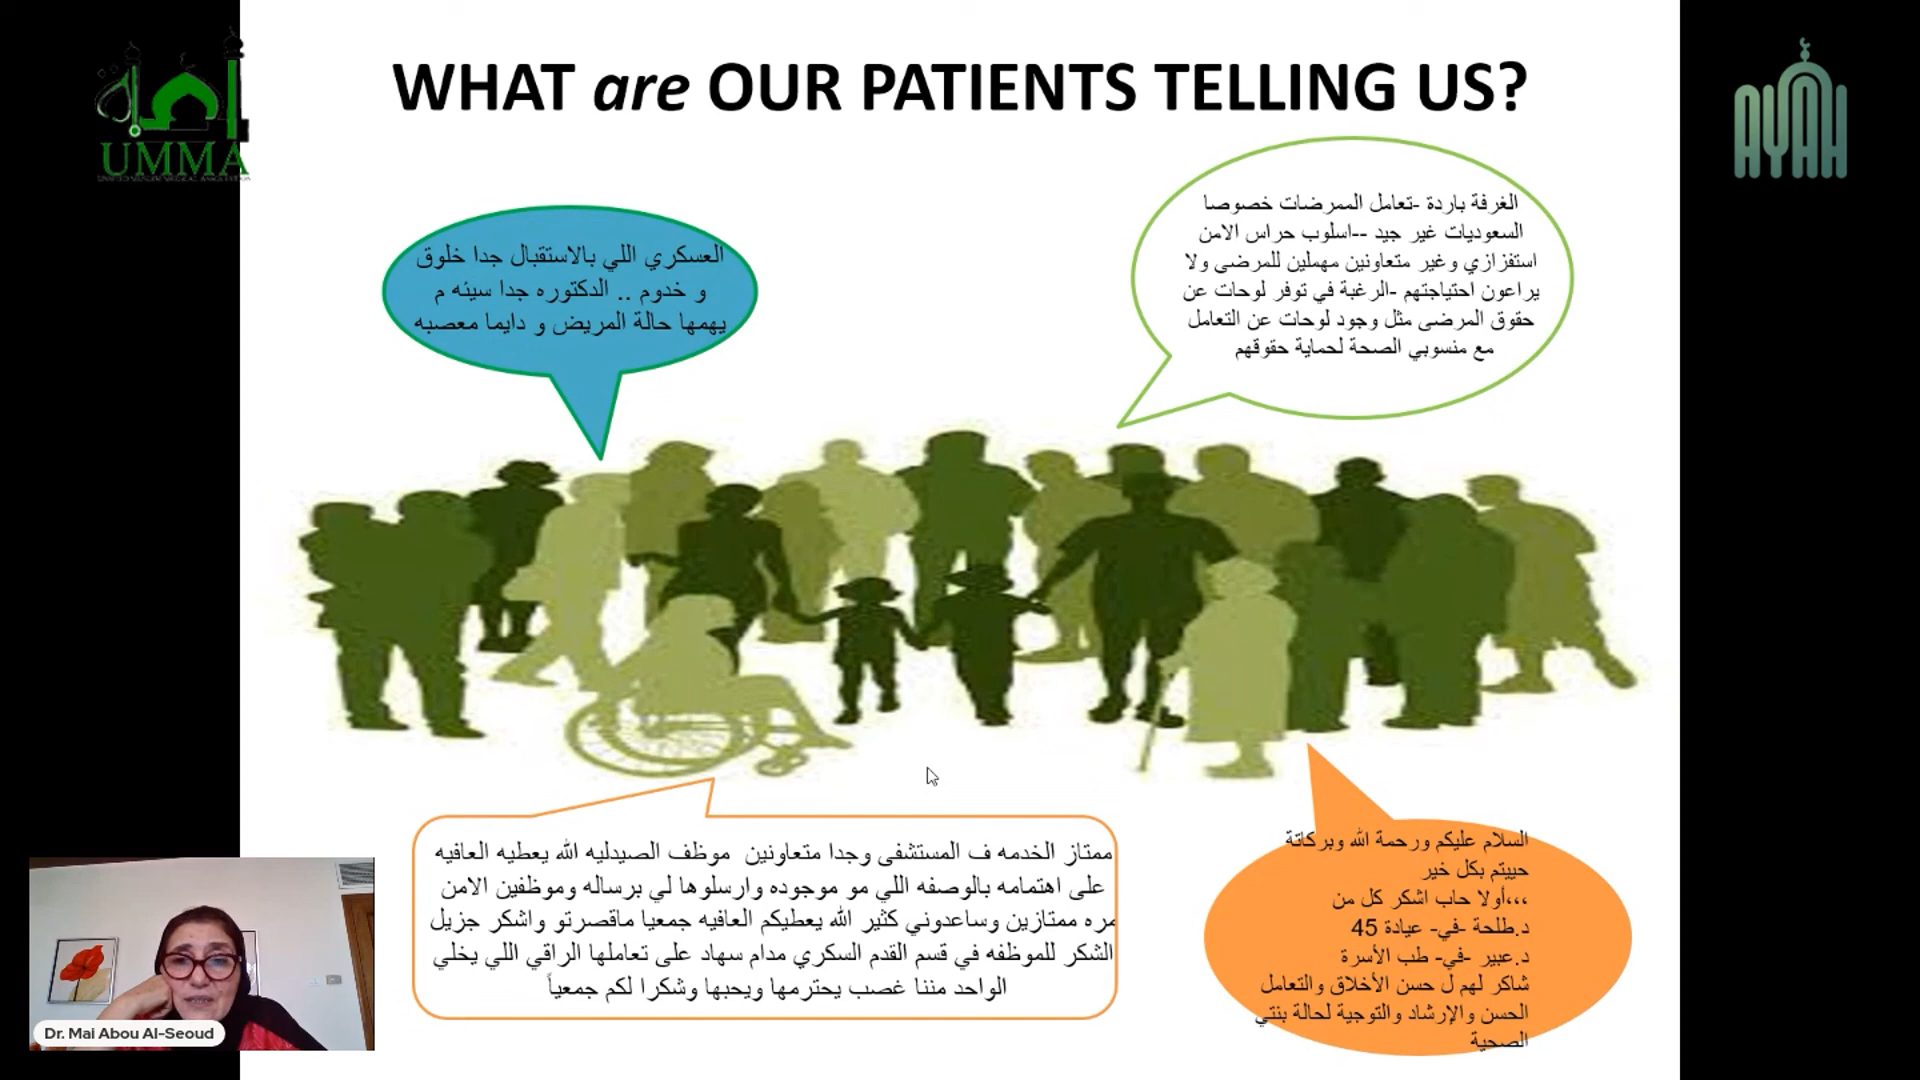 WHAT are OUR PATIENTS TELLING US?
UMMA
AYAH
العسكري اللي بالاستقبال جدا خلوق
و خدوم .. الدكتوره جدا سيئه م
يهمها حالة المريض و دايما معصبه
الغرفة باردة -تعامل الممرضات خصوصا
السعوديات غير جيد --اسلوب حراس الامن
استفزازي وغير متعاونين مهملين للمرضى ولا
يراعون احتياجتهم -الرغبة في توفر لوحات عن
حقوق المرضى مثل وجود لوحات عن التعامل
مع منسوبي الصحة لحماية حقوقهم
ممتاز الخدمه ف المستشفى وجدا متعاونين موظف الصيدليه الله يعطيه العافيه
على اهتمامه بالوصفه اللي مو موجوده وارسلوها لي برساله وموظفين الامن
مره ممتازين وساعدوني كثير الله يعطيكم العافيه جمعيا ماقصرتو واشكر جزيل
الشكر للموظفه في قسم القدم السكري مدام سهاد على تعاملها الراقي اللي يخلي
الواحد مننا غصب يحترمها ويحبها وشكرا لكم جمعياً
السلام عليكم ورحمة الله وبركاتة
حييتم بكل خير
،،،أولا حاب اشكر كل من
د.طلحة -في- عيادة 45
د.عبير -في- طب الأسرة
شاكر لهم ل حسن الأخلاق والتعامل
الحسن والإرشاد والتوجية لحالة بنتي
الصحية
Dr. Mai Abou Al-Seoud